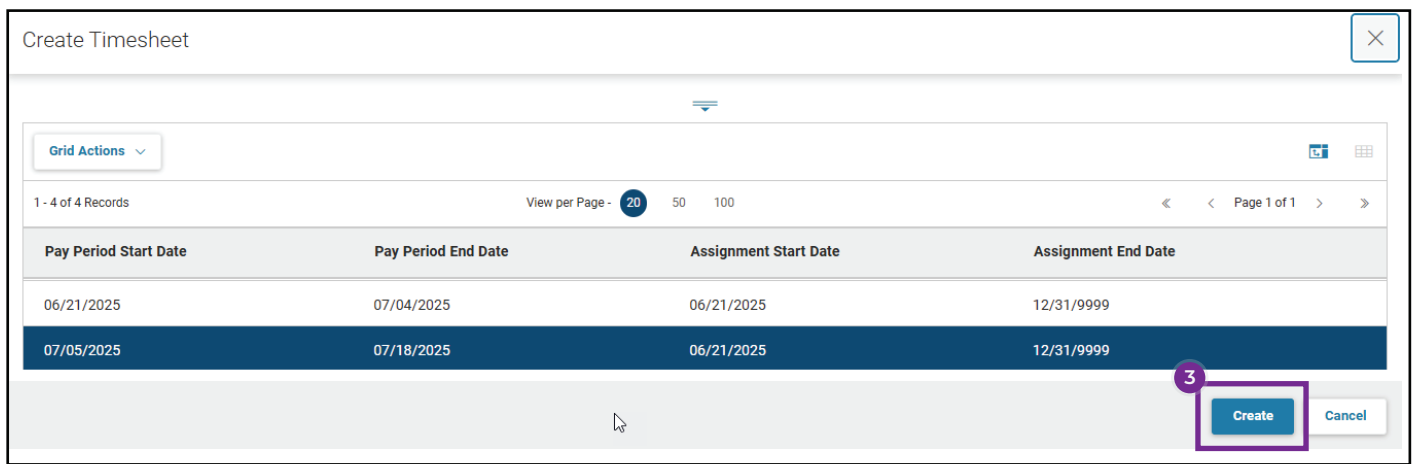 Create Timesheet
Grid Actions
1 - 4 of 4 Records View per Page - 20 50 100 Page 1 of 1
Pay Period Start Date Pay Period End Date Assignment Start Date Assignment End Date
06/21/2025 07/04/2025 06/21/2025 12/31/9999
07/05/2025 07/18/2025 06/21/2025 12/31/9999
3
Create Cancel